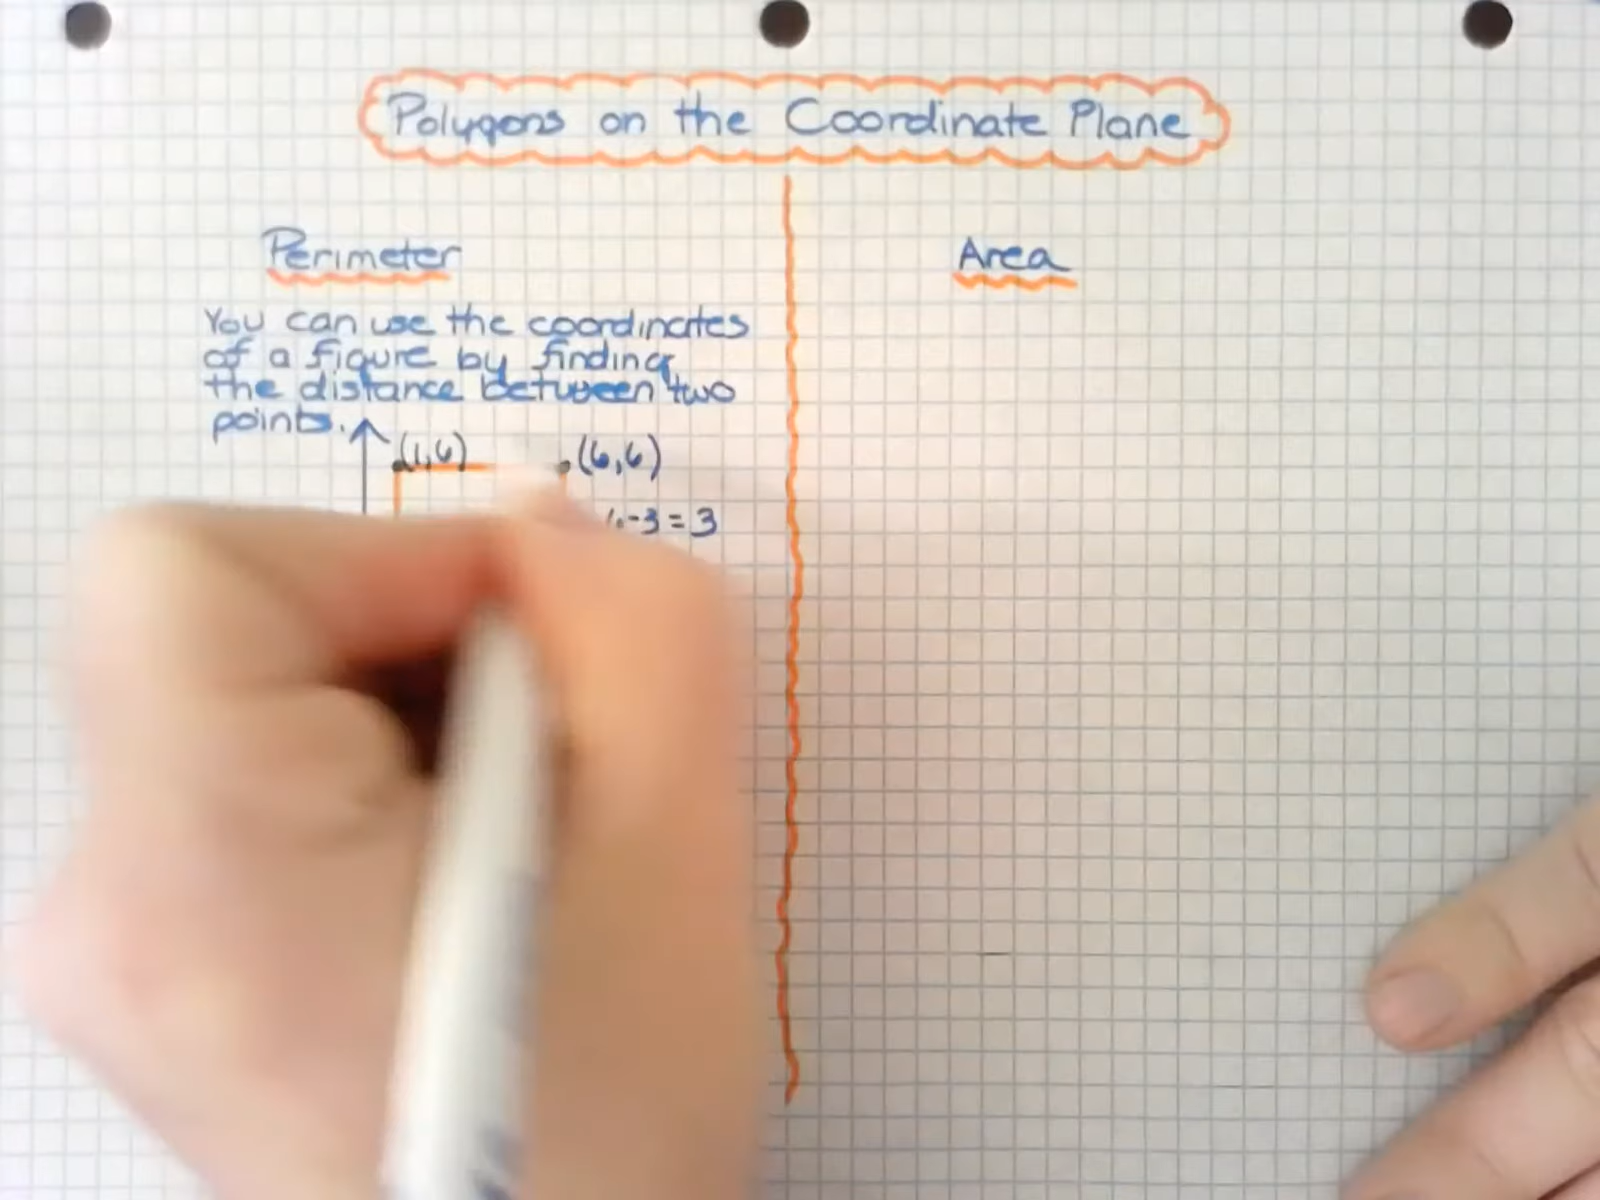 Polygons on the Coordinate Plane
Perimeter
You can use the coordinates
of a figure by finding
the distance between two
points.
(1,6)
(6,6)
6-3=3
Area